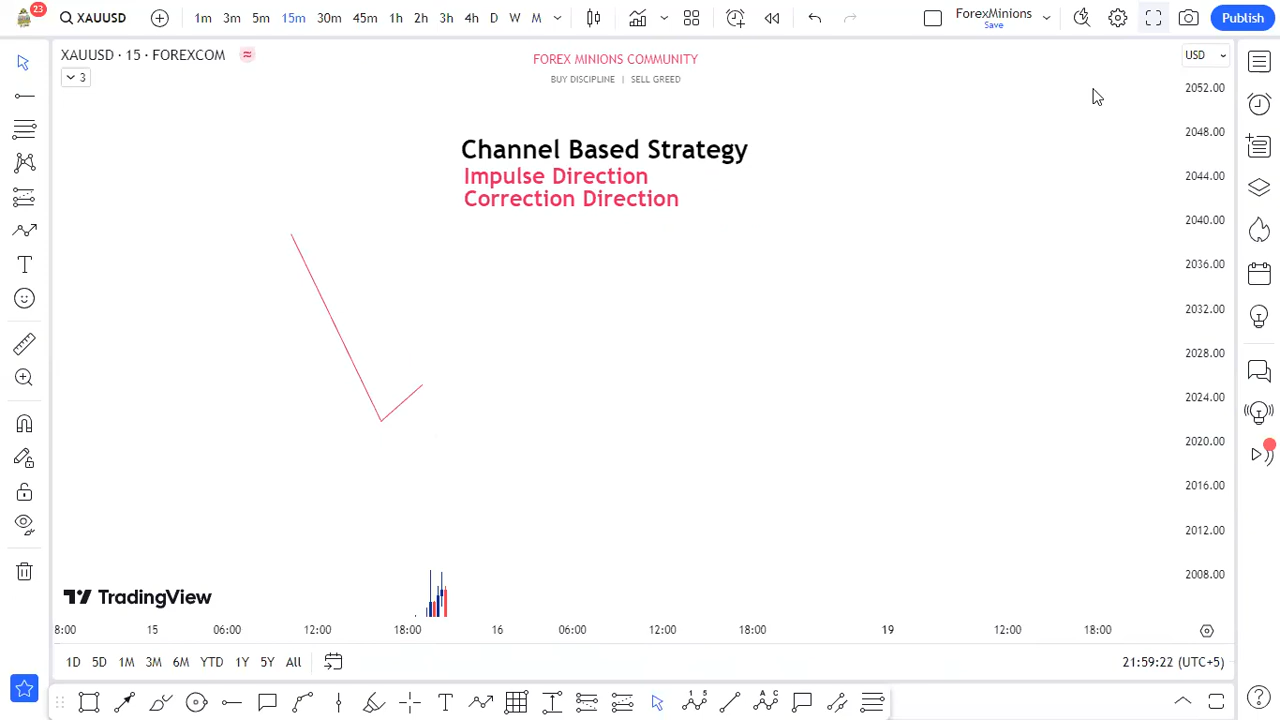 23
XAUUSD
1m 3m 5m 15m 30m 45m 1h 2h 3h 4h D W M
ForexMinions
Save
Publish
XAUUSD · 15 · FOREXCOM
3
FOREX MINIONS COMMUNITY
BUY DISCIPLINE | SELL GREED
USD
Channel Based Strategy
Impulse Direction
Correction Direction
2052.00
2048.00
2044.00
2040.00
2036.00
2032.00
2028.00
2024.00
2020.00
2016.00
2012.00
2008.00
TradingView
8:00 15 06:00 12:00 18:00 16 06:00 12:00 18:00 19 12:00 18:00
1D 5D 1M 3M 6M YTD 1Y 5Y All
21:59:22 (UTC+5)